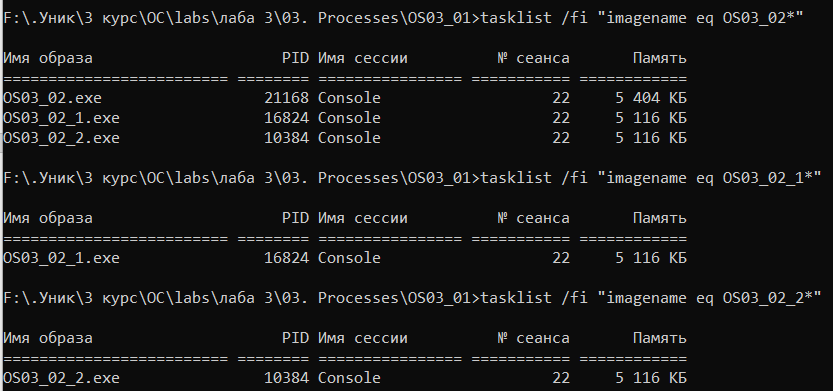 F:\.Уник\3 курс\ОС\labs\лаба 3\03. Processes\OS03_01>tasklist /fi "imagename eq OS03_02*"
Имя образа                     PID Имя сессии          № сеанса       Память
========================= ======== ================ =========== ============
OS03_02.exe                  21168 Console                   22     5 404 КБ
OS03_02_1.exe                16824 Console                   22     5 116 КБ
OS03_02_2.exe                10384 Console                   22     5 116 КБ
F:\.Уник\3 курс\ОС\labs\лаба 3\03. Processes\OS03_01>tasklist /fi "imagename eq OS03_02_1*"
Имя образа                     PID Имя сессии          № сеанса       Память
========================= ======== ================ =========== ============
OS03_02_1.exe                16824 Console                   22     5 116 КБ
F:\.Уник\3 курс\ОС\labs\лаба 3\03. Processes\OS03_01>tasklist /fi "imagename eq OS03_02_2*"
Имя образа                     PID Имя сессии          № сеанса       Память
========================= ======== ================ =========== ============
OS03_02_2.exe                10384 Console                   22     5 116 КБ